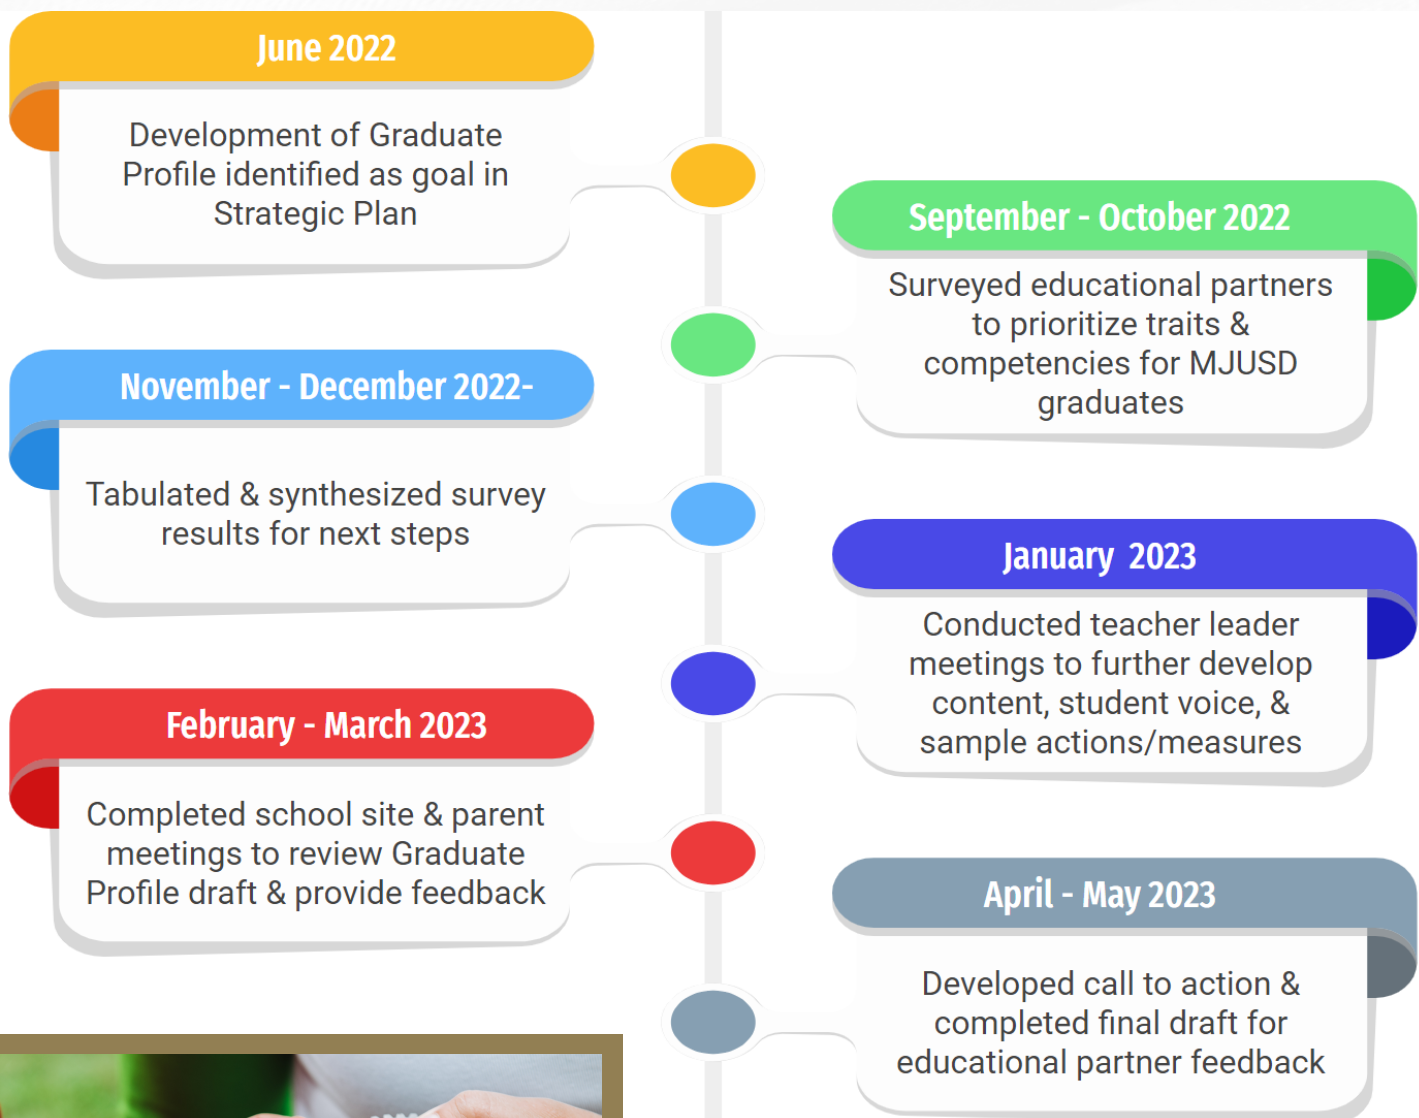 June 2022
Development of Graduate
Profile identified as goal in
Strategic Plan
September - October 2022
Surveyed educational partners
to prioritize traits &
competencies for MJUSD
graduates
November - December 2022-
Tabulated & synthesized survey
results for next steps
January 2023
Conducted teacher leader
meetings to further develop
content, student voice, &
sample actions/measures
February - March 2023
Completed school site & parent
meetings to review Graduate
Profile draft & provide feedback
April - May 2023
Developed call to action &
completed final draft for
educational partner feedback